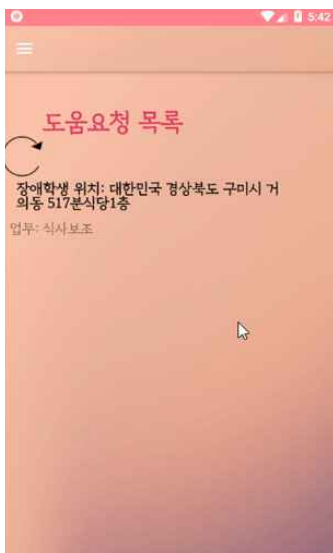 5:42
도움요청 목록
장애학생 위치: 대한민국 경상북도 구미시 거
의동 517분식당1층
업무: 식사보조